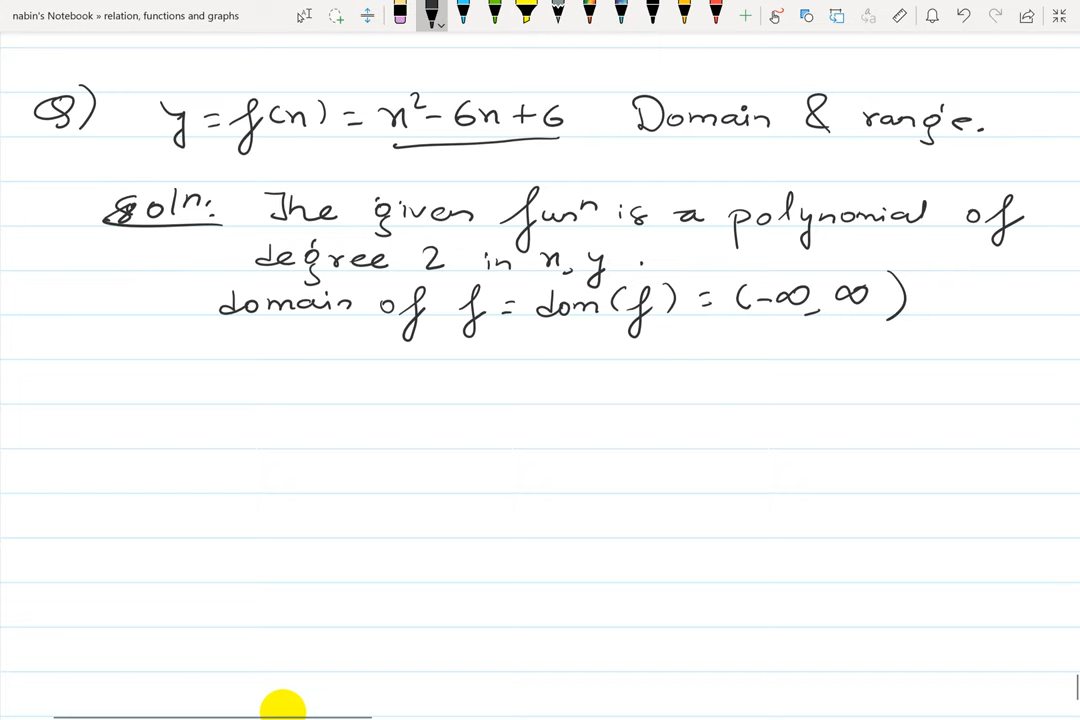 nabin's Notebook » relation, functions and graphs
Q) y = f(x) = x² - 6x + 6 Domain & range.
Soln: The given funⁿ is a polynomial of
degree 2 in x, y.
domain of f = dom(f) = (-∞, ∞)